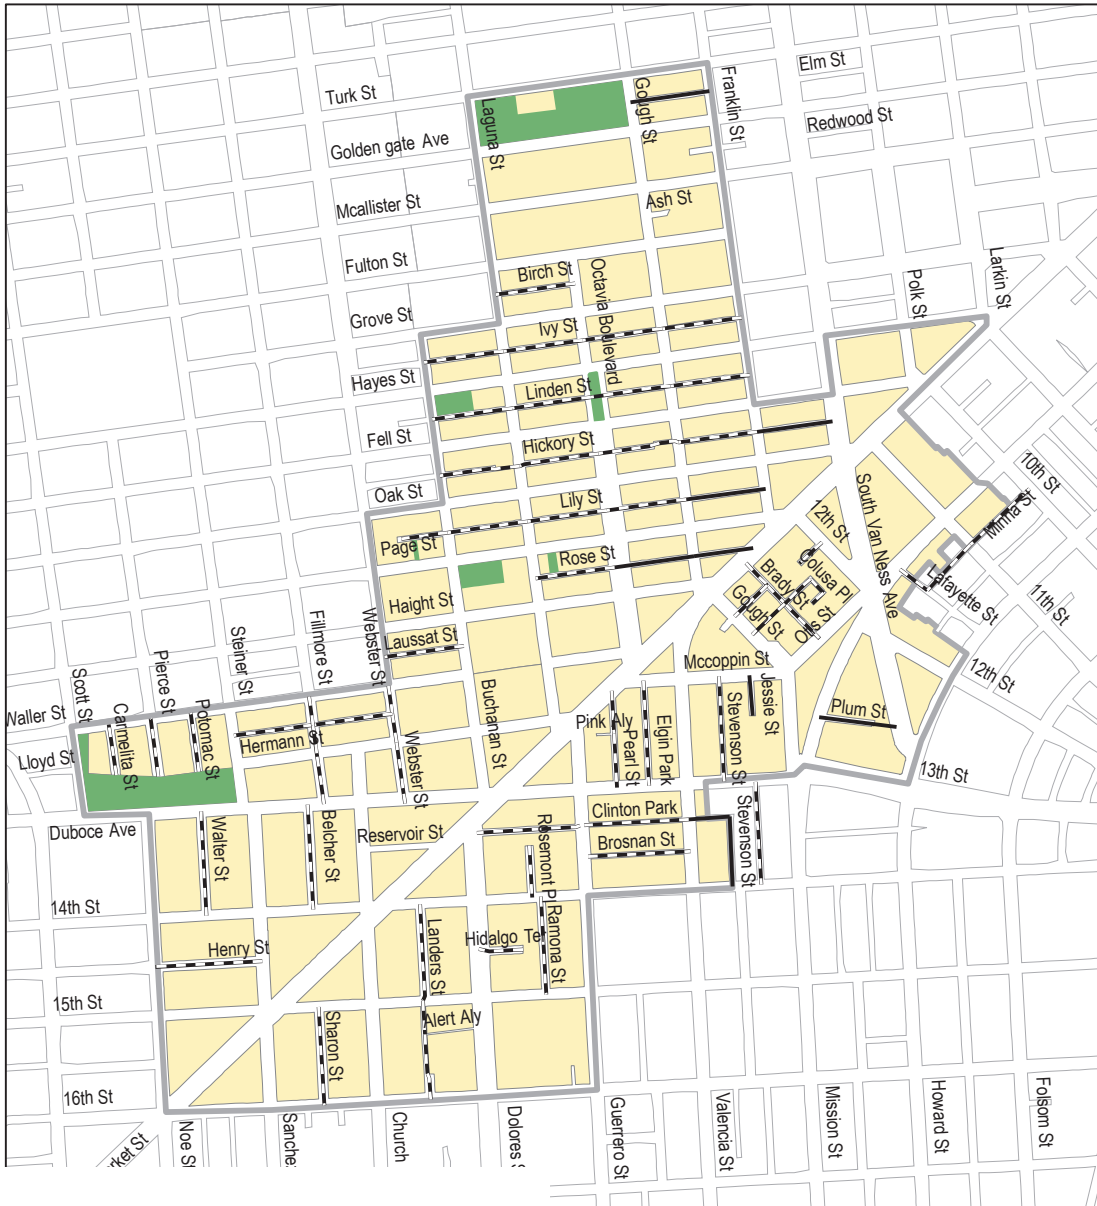 Elm St
Turk St
Gough St
Franklin St
Redwood St
Laguna St
Golden gate Ave
Mcallister St
Ash St
Fulton St
Larkin St
Birch St
Octavia Boulevard
Polk St
Grove St
Ivy St
Hayes St
Linden St
Fell St
Hickory St
10th St
Oak St
Lily St
South Van Ness Ave
12th St
Minna St
Page St
Rose St
Colusa Pl
Brady St
Lafayette St
11th St
Haight St
Gough St
Otis St
Laussat St
Webster St
Fillmore St
Steiner St
Pierce St
Scott St
Mccoppin St
12th St
Waller St
Carmelita St
Potomac St
Buchanan St
Jessie St
Plum St
Pink Aly
Pearl St
Elgin Park
Stevenson St
Hermann St
Webster St
Lloyd St
13th St
Clinton Park
Stevenson St
Duboce Ave
Walter St
Belcher St
Reservoir St
Rosemont Pl
Brosnan St
14th St
Henry St
Landers St
Hidalgo Ter
Ramona St
15th St
Sharon St
Alert Aly
16th St
Noe St
Church
Dolores S
Guerrero St
Valencia St
Mission St
Howard St
Folsom St
rket St
Sanche